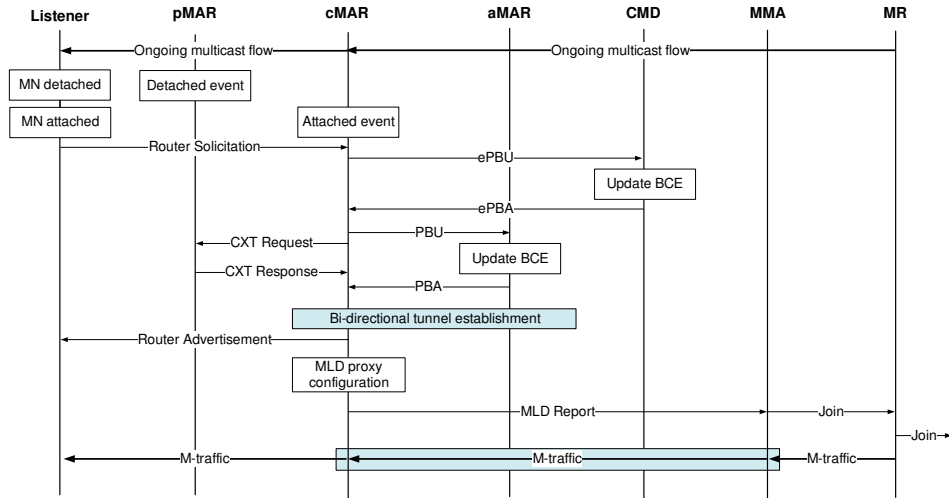 Listener pMAR cMAR aMAR CMD MMA MR
Ongoing multicast flow Ongoing multicast flow
MN detached Detached event
MN attached Attached event
Router Solicitation
ePBU
Update BCE
ePBA
PBU
CXT Request
Update BCE
CXT Response
PBA
Bi-directional tunnel establishment
Router Advertisement
MLD proxy
configuration
MLD Report Join
Join
M-traffic M-traffic M-traffic